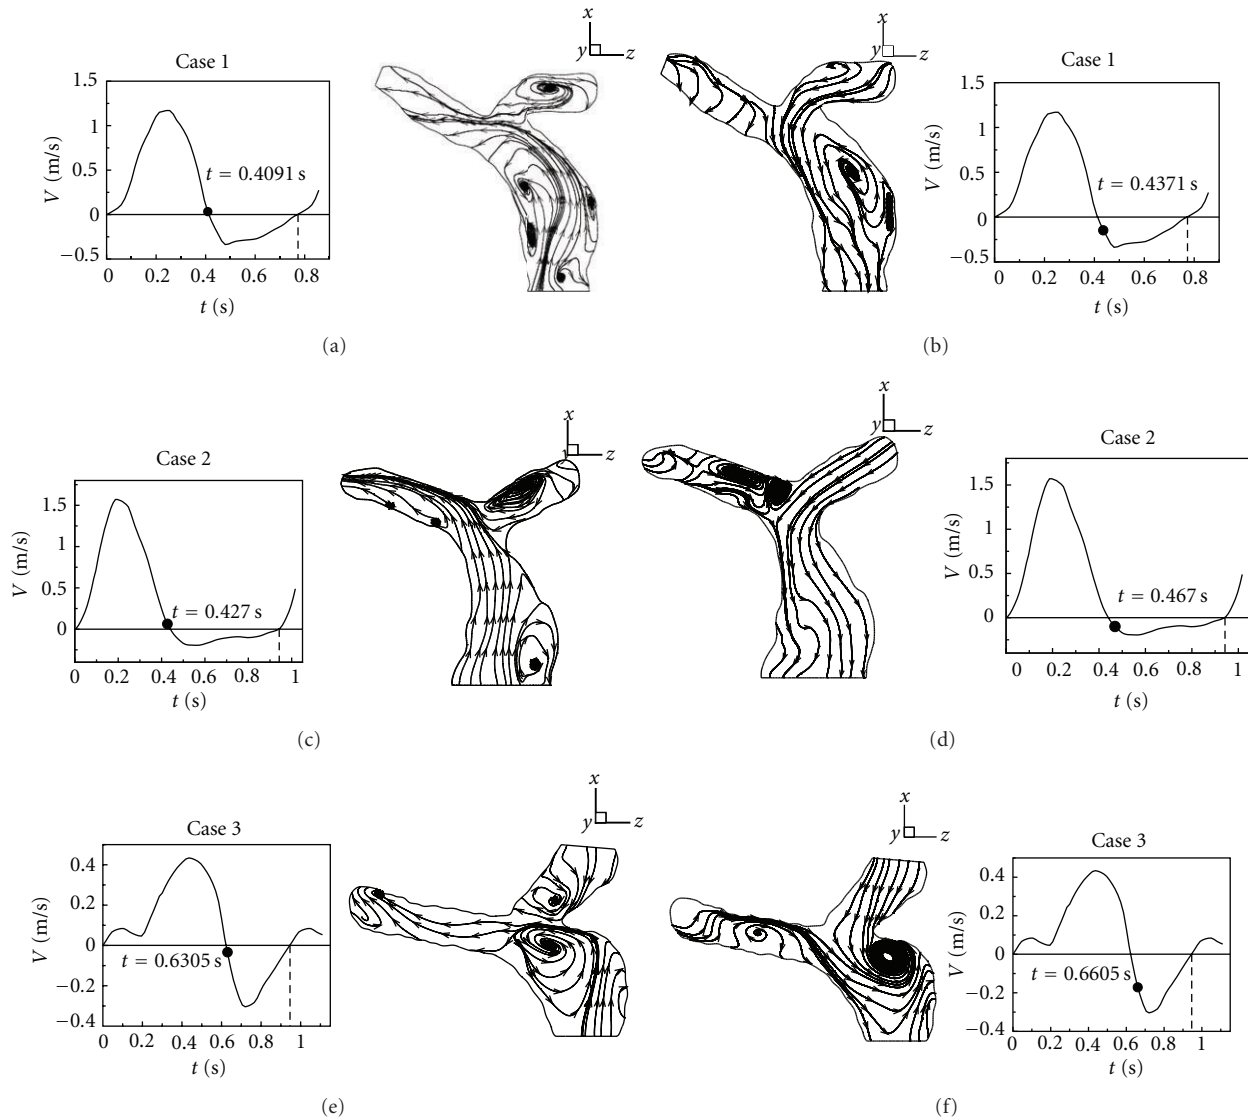 Case 1
V (m/s)
1.5
1
0.5
0
−0.5
t = 0.4091 s
0 0.2 0.4 0.6 0.8
t (s)
x
y
z
(a)
x
y
z
Case 1
V (m/s)
1.5
1
0.5
0
−0.5
t = 0.4371 s
0 0.2 0.4 0.6 0.8
t (s)
(b)
Case 2
V (m/s)
1.5
1
0.5
0
t = 0.427 s
0 0.2 0.4 0.6 0.8 1
t (s)
x
y
z
(c)
x
y
z
Case 2
V (m/s)
1.5
1
0.5
0
t = 0.467 s
0 0.2 0.4 0.6 0.8 1
t (s)
(d)
Case 3
V (m/s)
0.4
0.2
0
−0.2
−0.4
t = 0.6305 s
0 0.2 0.4 0.6 0.8 1
t (s)
x
y
z
(e)
x
y
z
Case 3
V (m/s)
0.4
0.2
0
−0.2
−0.4
t = 0.6605 s
0 0.2 0.4 0.6 0.8 1
t (s)
(f)